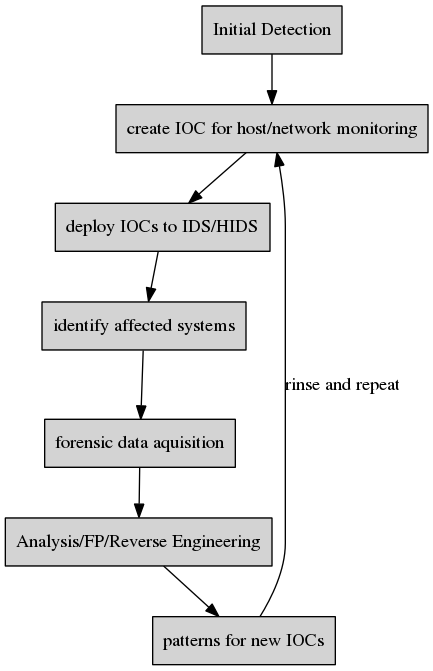 Initial Detection
create IOC for host/network monitoring
deploy IOCs to IDS/HIDS
identify affected systems
rinse and repeat
forensic data aquisition
Analysis/FP/Reverse Engineering
patterns for new IOCs